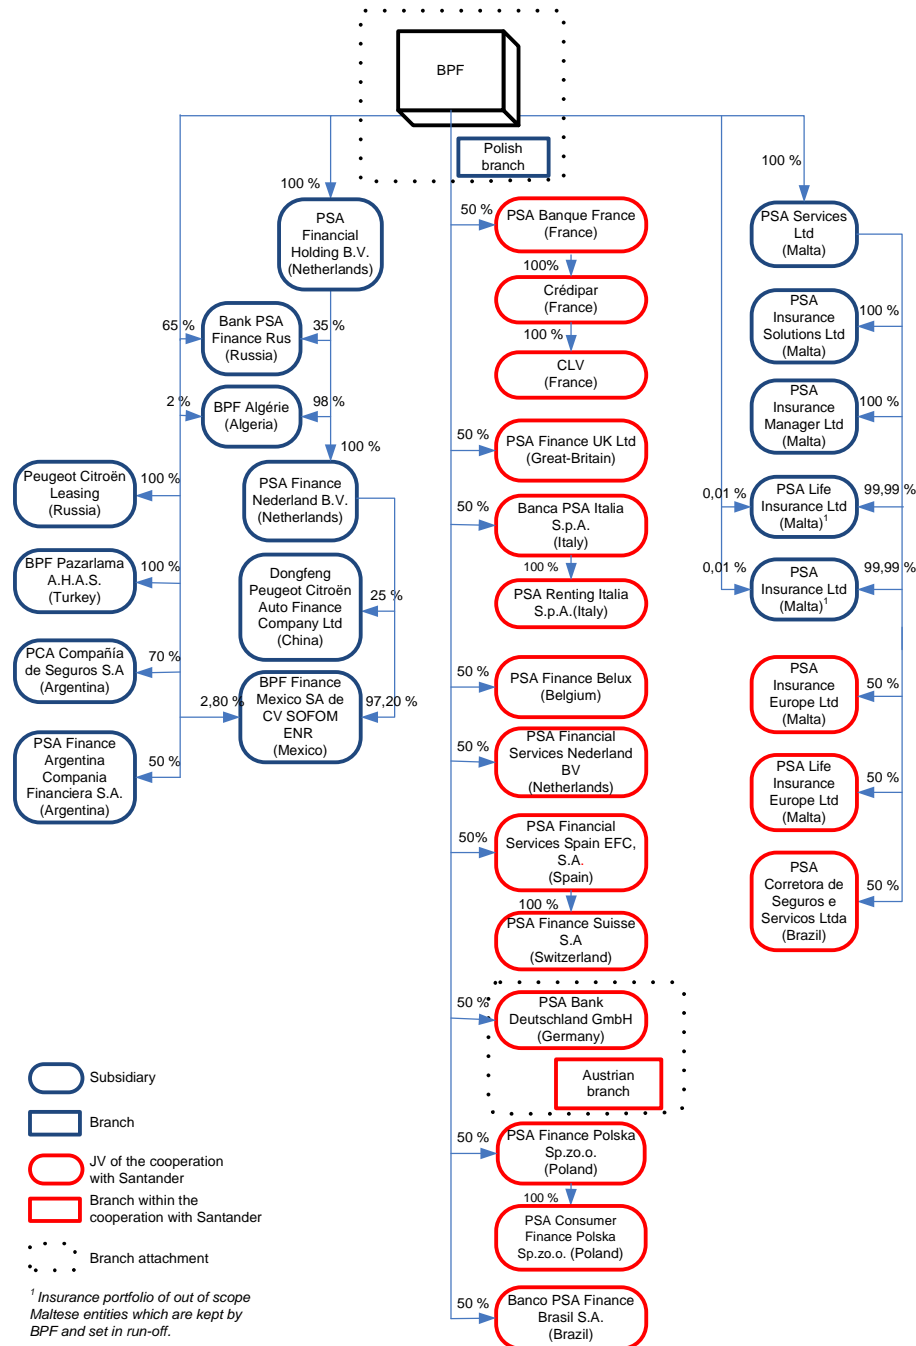 BPF
Polish
branch
100 %
PSA
Financial
Holding B.V.
(Netherlands)
65 %
Bank PSA
Finance Rus
(Russia)
35 %
2 %
BPF Algérie
(Algeria)
98 %
100 %
Peugeot Citroën
Leasing
(Russia)
100 %
PSA Finance
Nederland B.V.
(Netherlands)
BPF Pazarlama
A.H.A.S.
(Turkey)
100 %
Dongfeng
Peugeot Citroën
Auto Finance
Company Ltd
(China)
25 %
PCA Compañía
de Seguros S.A
(Argentina)
70 %
2,80 %
BPF Finance
Mexico SA de
CV SOFOM
ENR
(Mexico)
97,20 %
PSA Finance
Argentina
Compania
Financiera S.A.
(Argentina)
50 %
50 %
PSA Banque France
(France)
100%
Crédipar
(France)
100 %
CLV
(France)
50 %
PSA Finance UK Ltd
(Great-Britain)
50 %
Banca PSA Italia
S.p.A.
(Italy)
100 %
PSA Renting Italia
S.p.A.(Italy)
50 %
PSA Finance Belux
(Belgium)
50 %
PSA Financial
Services Nederland
BV
(Netherlands)
50%
PSA Financial
Services Spain EFC,
S.A.
(Spain)
100 %
PSA Finance Suisse
S.A
(Switzerland)
50 %
PSA Bank
Deutschland GmbH
(Germany)
Austrian
branch
50 %
PSA Finance Polska
Sp.zo.o.
(Poland)
100 %
PSA Consumer
Finance Polska
Sp.zo.o. (Poland)
50 %
Banco PSA Finance
Brasil S.A.
(Brazil)
100 %
PSA Services
Ltd
(Malta)
PSA
Insurance
Solutions Ltd
(Malta)
100 %
PSA
Insurance
Manager Ltd
(Malta)
100 %
0,01 %
PSA Life
Insurance Ltd
(Malta)¹
99,99 %
0,01 %
PSA
Insurance Ltd
(Malta)¹
99,99 %
PSA
Insurance
Europe Ltd
(Malta)
50 %
PSA Life
Insurance
Europe Ltd
(Malta)
50 %
PSA
Corretora de
Seguros e
Servicos Ltda
(Brazil)
50 %
Subsidiary
Branch
JV of the cooperation
with Santander
Branch within the
cooperation with Santander
Branch attachment
¹ Insurance portfolio of out of scope
Maltese entities which are kept by
BPF and set in run-off.